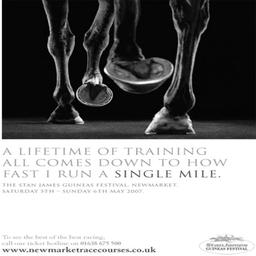 A LIFETIME OF TRAINING
ALL COMES DOWN TO HOW
FAST I RUN A SINGLE MILE.
THE STAN JAMES GUINEAS FESTIVAL, NEWMARKET.
SATURDAY 5TH – SUNDAY 6TH MAY 2007.
To see the best of the best racing,
call our ticket hotline on 01638 675 500
www.newmarketracecourses.co.uk
GUINEAS FESTIVAL